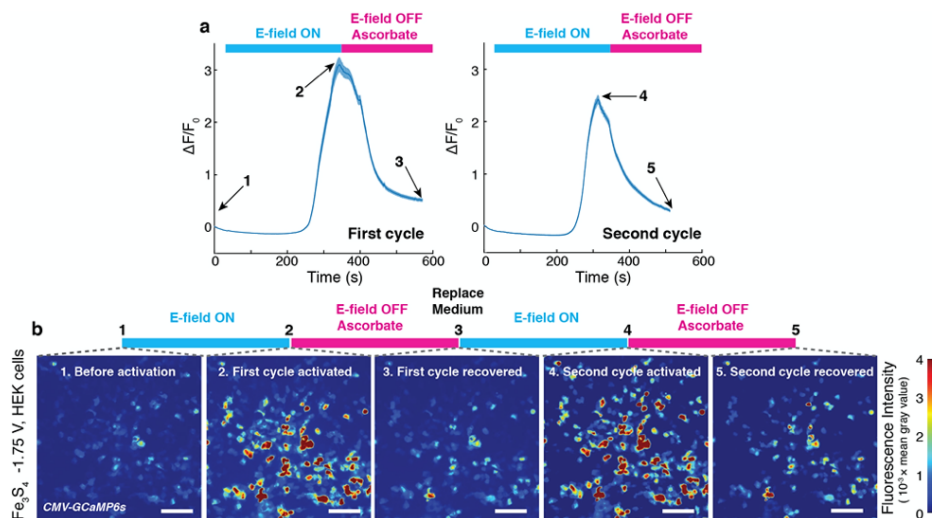 a
E-field ON
E-field OFF
Ascorbate
E-field ON
E-field OFF
Ascorbate
ΔF/F0
3
2
1
0
1
2
3
First cycle
0
200
400
600
Time (s)
ΔF/F0
3
2
1
0
4
5
Second cycle
0
200
400
600
Time (s)
b
1
E-field ON
2
E-field OFF
Ascorbate
Replace
Medium
3
E-field ON
4
E-field OFF
Ascorbate
5
Fe3S4 -1.75 V, HEK cells
1. Before activation
2. First cycle activated
3. First cycle recovered
4. Second cycle activated
5. Second cycle recovered
CMV-GCaMP6s
Fluorescence Intensity
(10³× mean gray value)
4
3
2
1
0